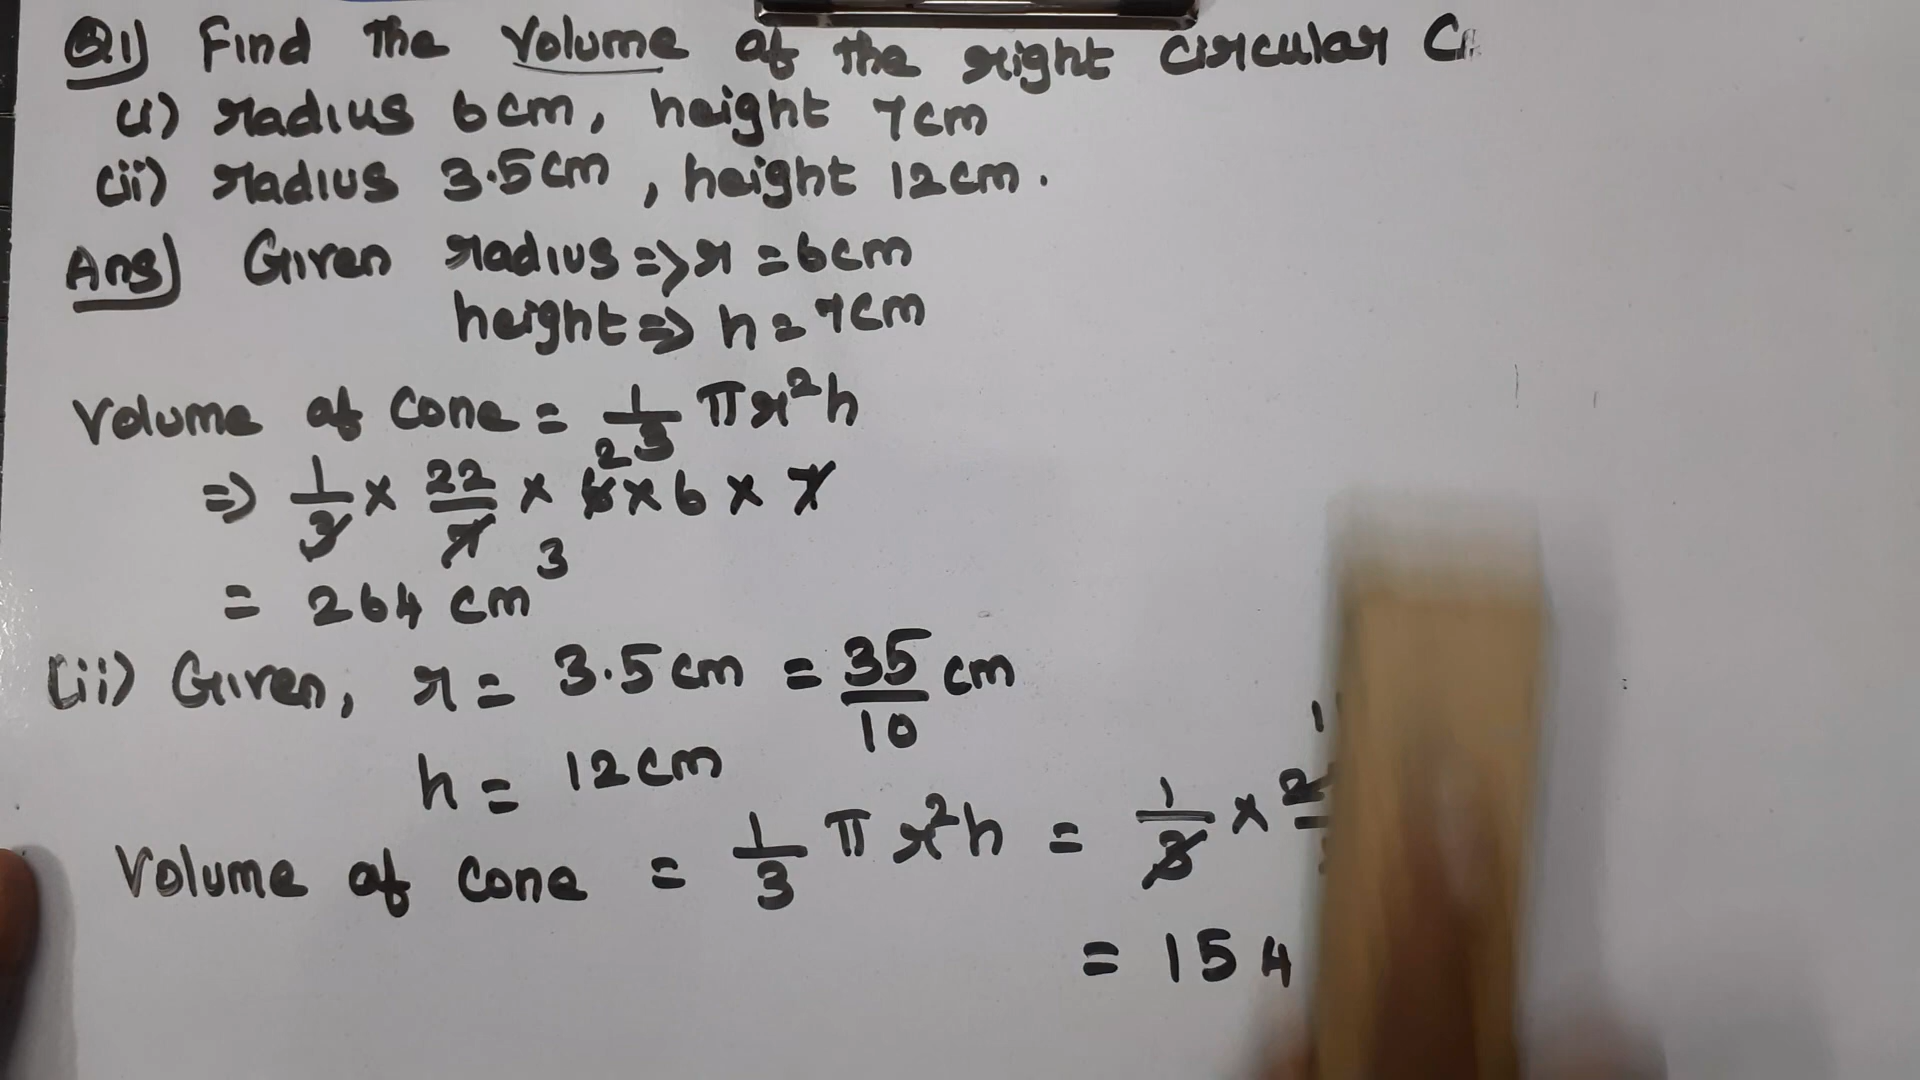 Q.1) Find the Volume of the right circular
(i) radius 6cm, height 7cm
(ii) radius 3.5cm, height 12cm.
Ans) Given radius => r = 6cm
height => h = 7cm
Volume of cone = 1/3 πr²h
=> 1/3 × 22/7 × 6 × 6 × 7
2
= 264 cm³
(ii) Given, r = 3.5cm = 35/10 cm
h = 12cm
Volume of cone = 1/3 πr²h = 1/3 ×
= 154